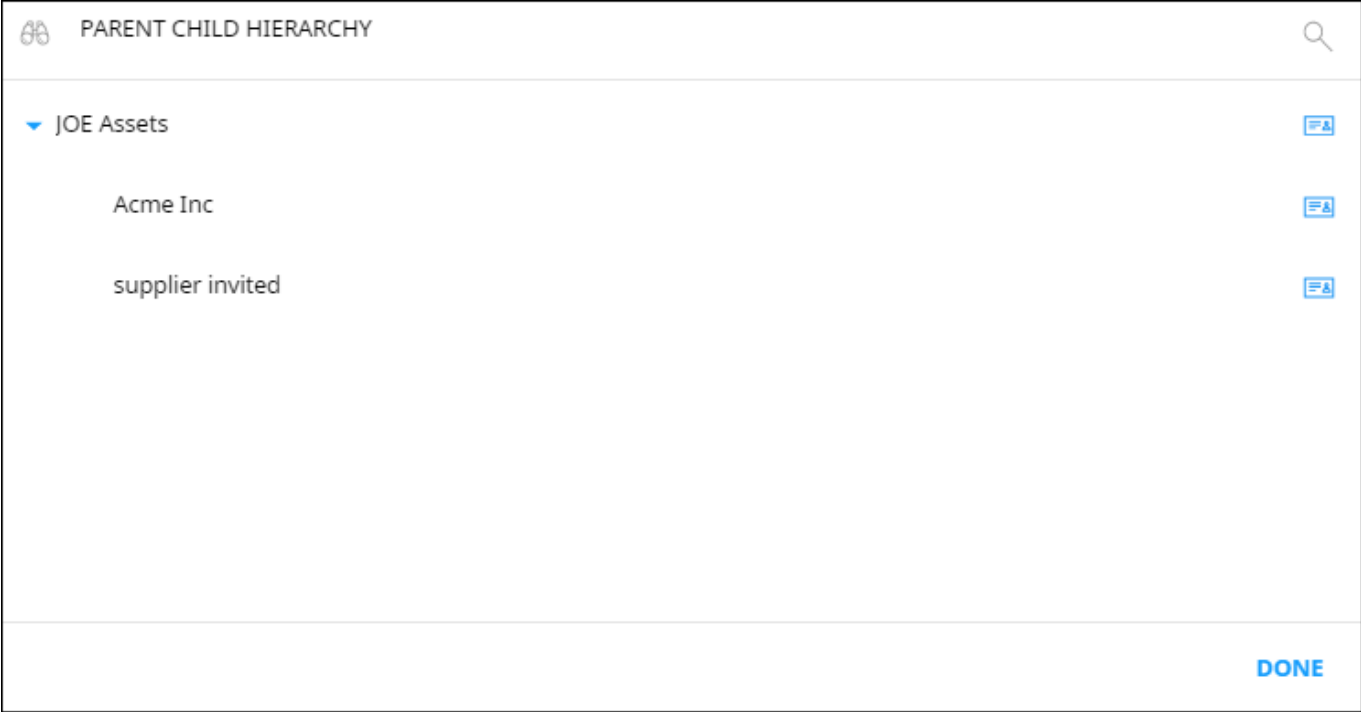 PARENT CHILD HIERARCHY
JOE Assets
Acme Inc
supplier invited
DONE